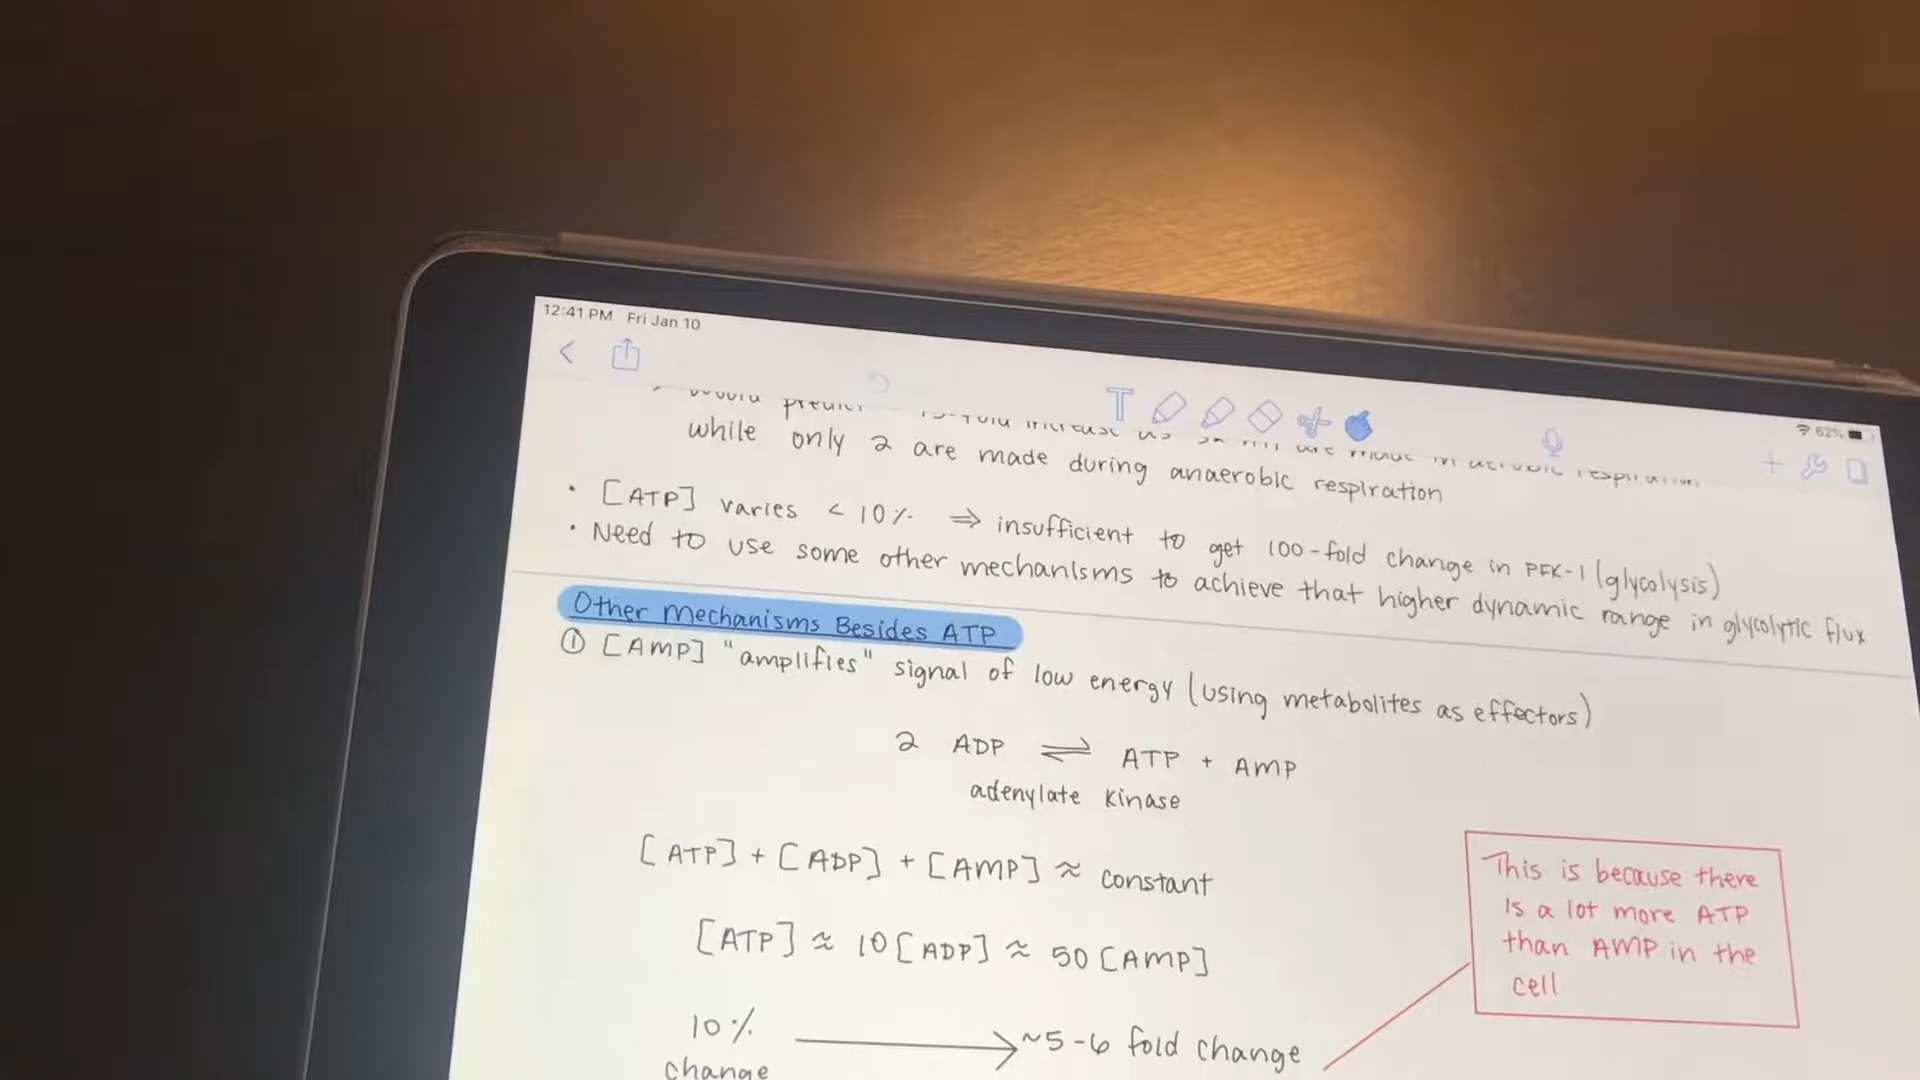 12:41 PM Fri Jan 10
62%
while only 2 are made during anaerobic respiration
• [ATP] varies < 10% ⇒ insufficient to get 100-fold change in PFK-1 (glycolysis)
• Need to use some other mechanisms to achieve that higher dynamic range in glycolytic flux
Other Mechanisms Besides ATP
① [AMP] "amplifies" signal of low energy (using metabolites as effectors)
2 ADP ⇌ ATP + AMP
adenylate kinase
[ATP] + [ADP] + [AMP] ≈ constant
[ATP] ≈ 10 [ADP] ≈ 50 [AMP]
This is because there
is a lot more ATP
than AMP in the
cell
10% → ~5-6 fold change
change